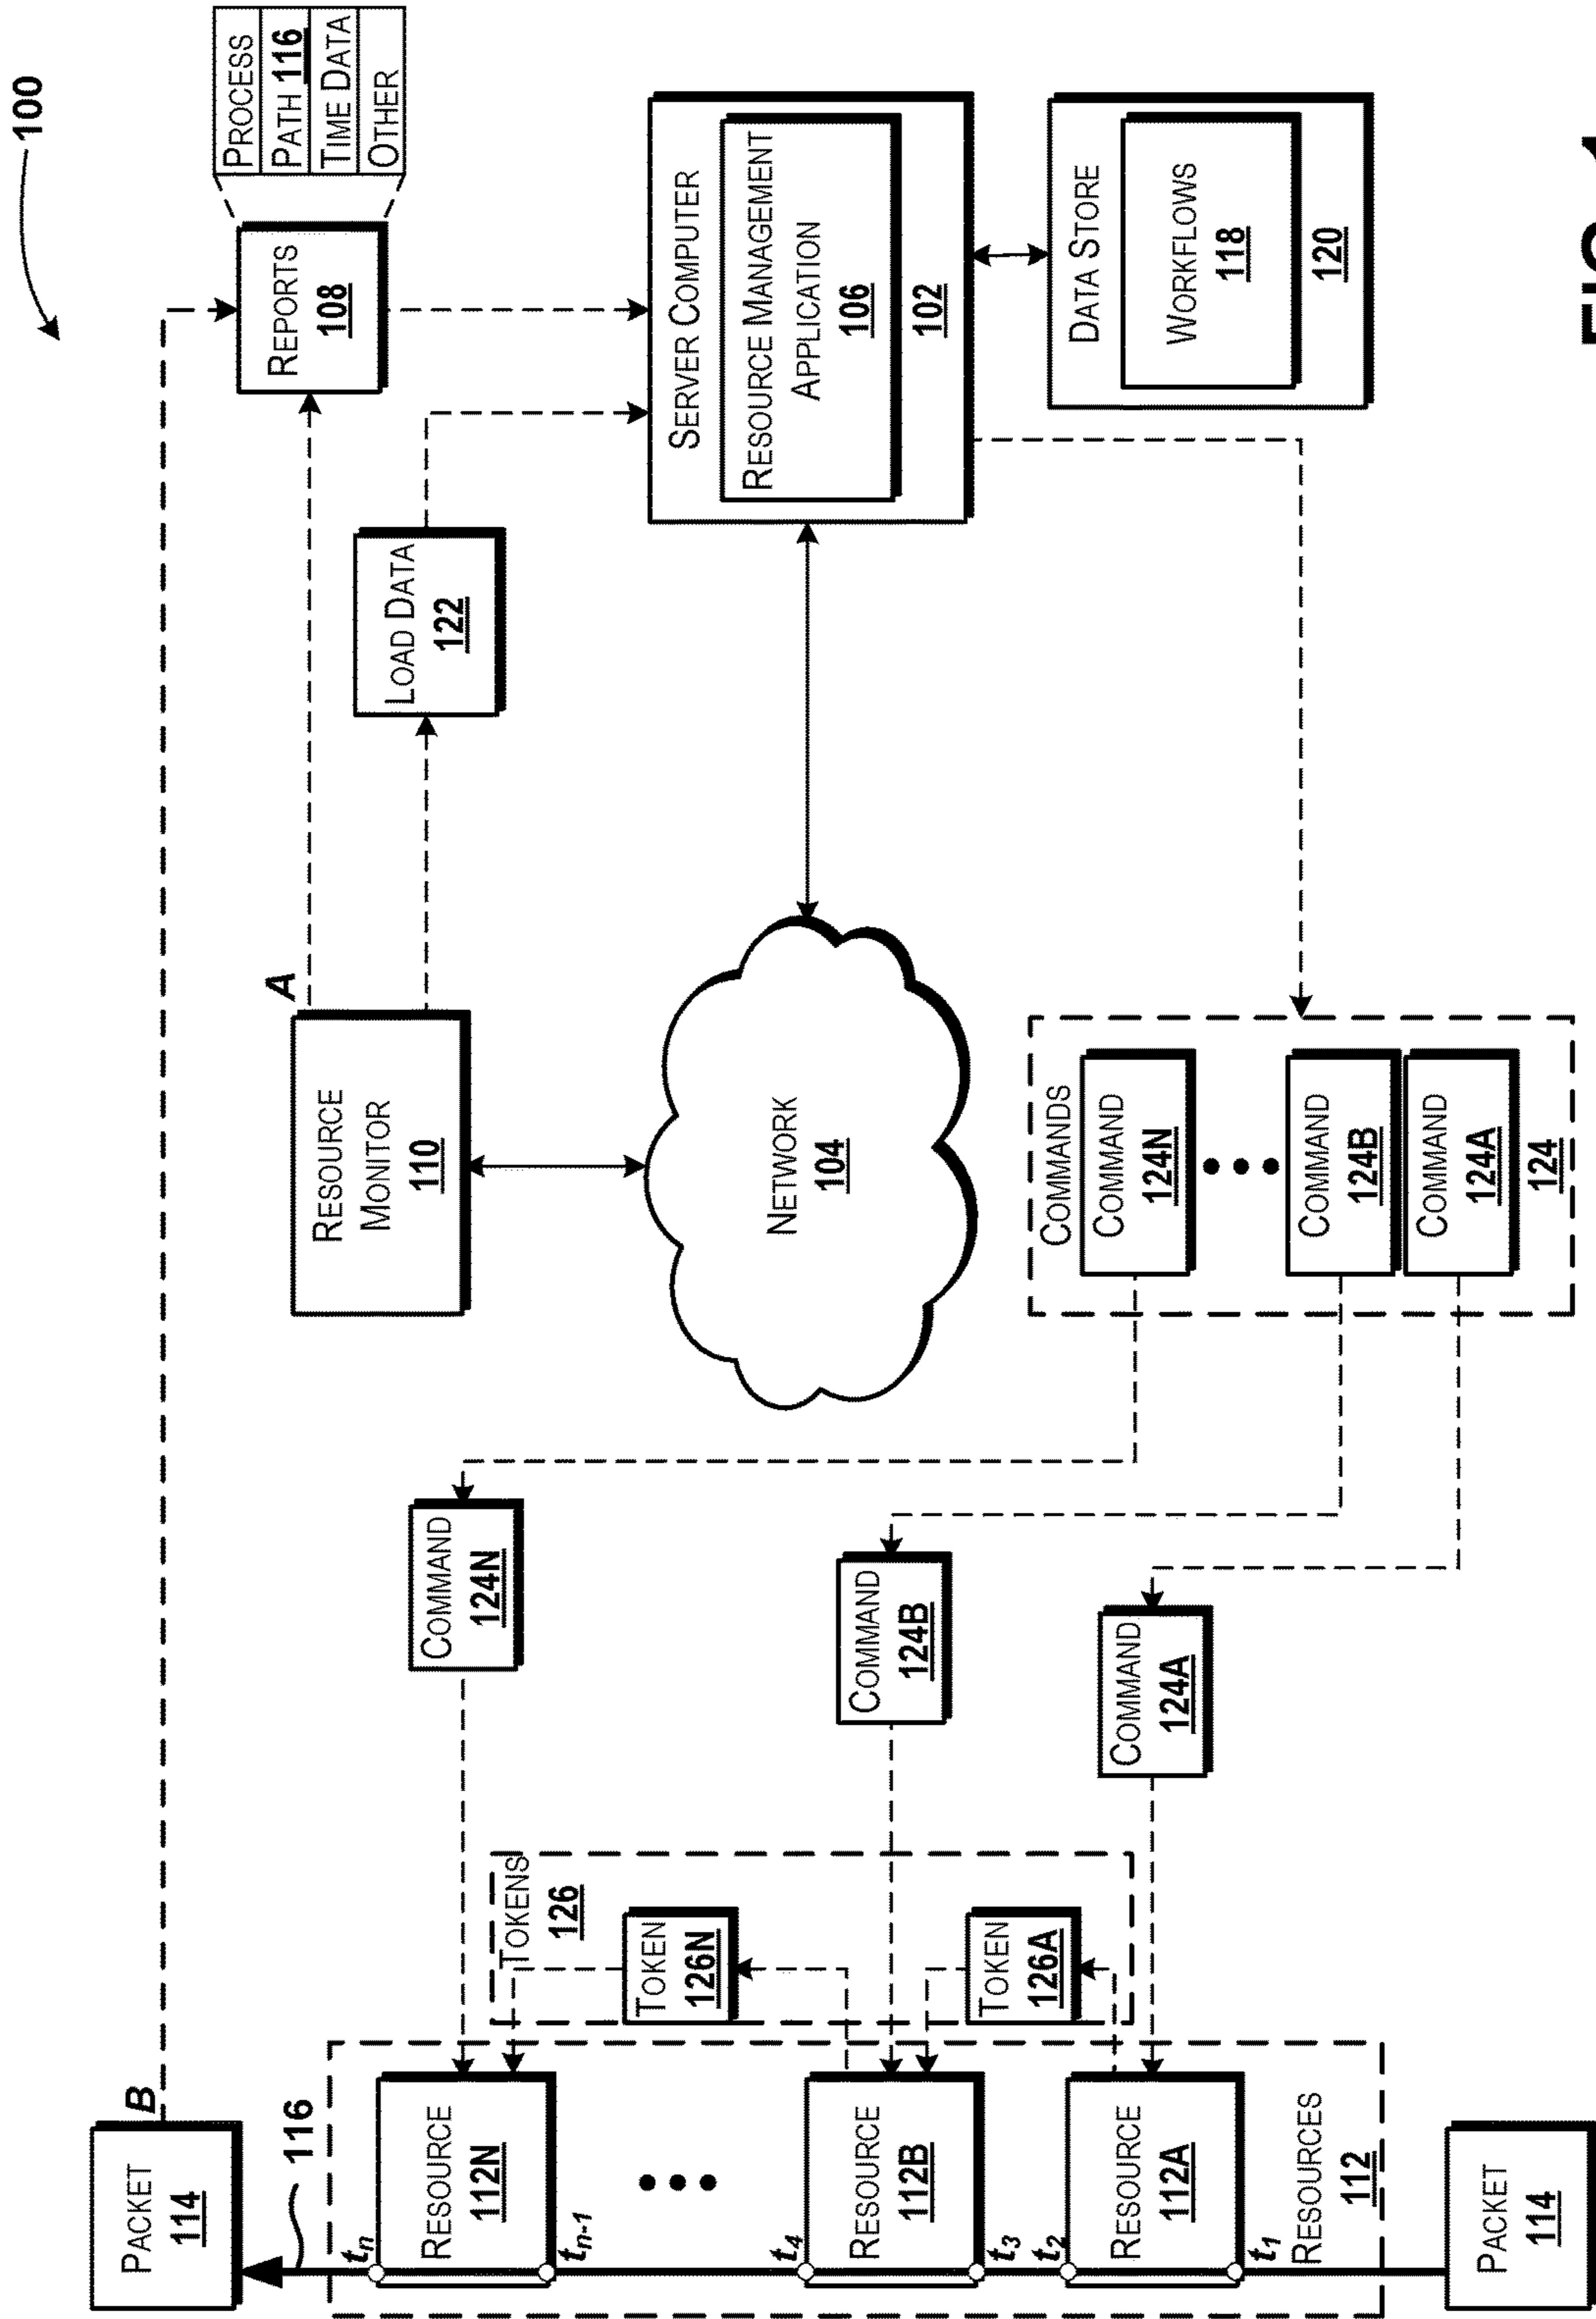 PACKET
114
t1
RESOURCE
112A
t2
t3
RESOURCE
112B
t4
tn-1
RESOURCE
112N
tn
116
PACKET
114
B
RESOURCES
112
TOKEN
126A
TOKEN
126N
TOKENS
126
COMMAND
124A
COMMAND
124B
COMMAND
124N
COMMANDS
COMMAND
124N
COMMAND
124B
COMMAND
124A
124
NETWORK
104
RESOURCE
MONITOR
110
A
LOAD DATA
122
REPORTS
108
PROCESS
PATH 116
TIME DATA
OTHER
100
SERVER COMPUTER
RESOURCE MANAGEMENT
APPLICATION
106
102
DATA STORE
WORKFLOWS
118
120
FIG. 1